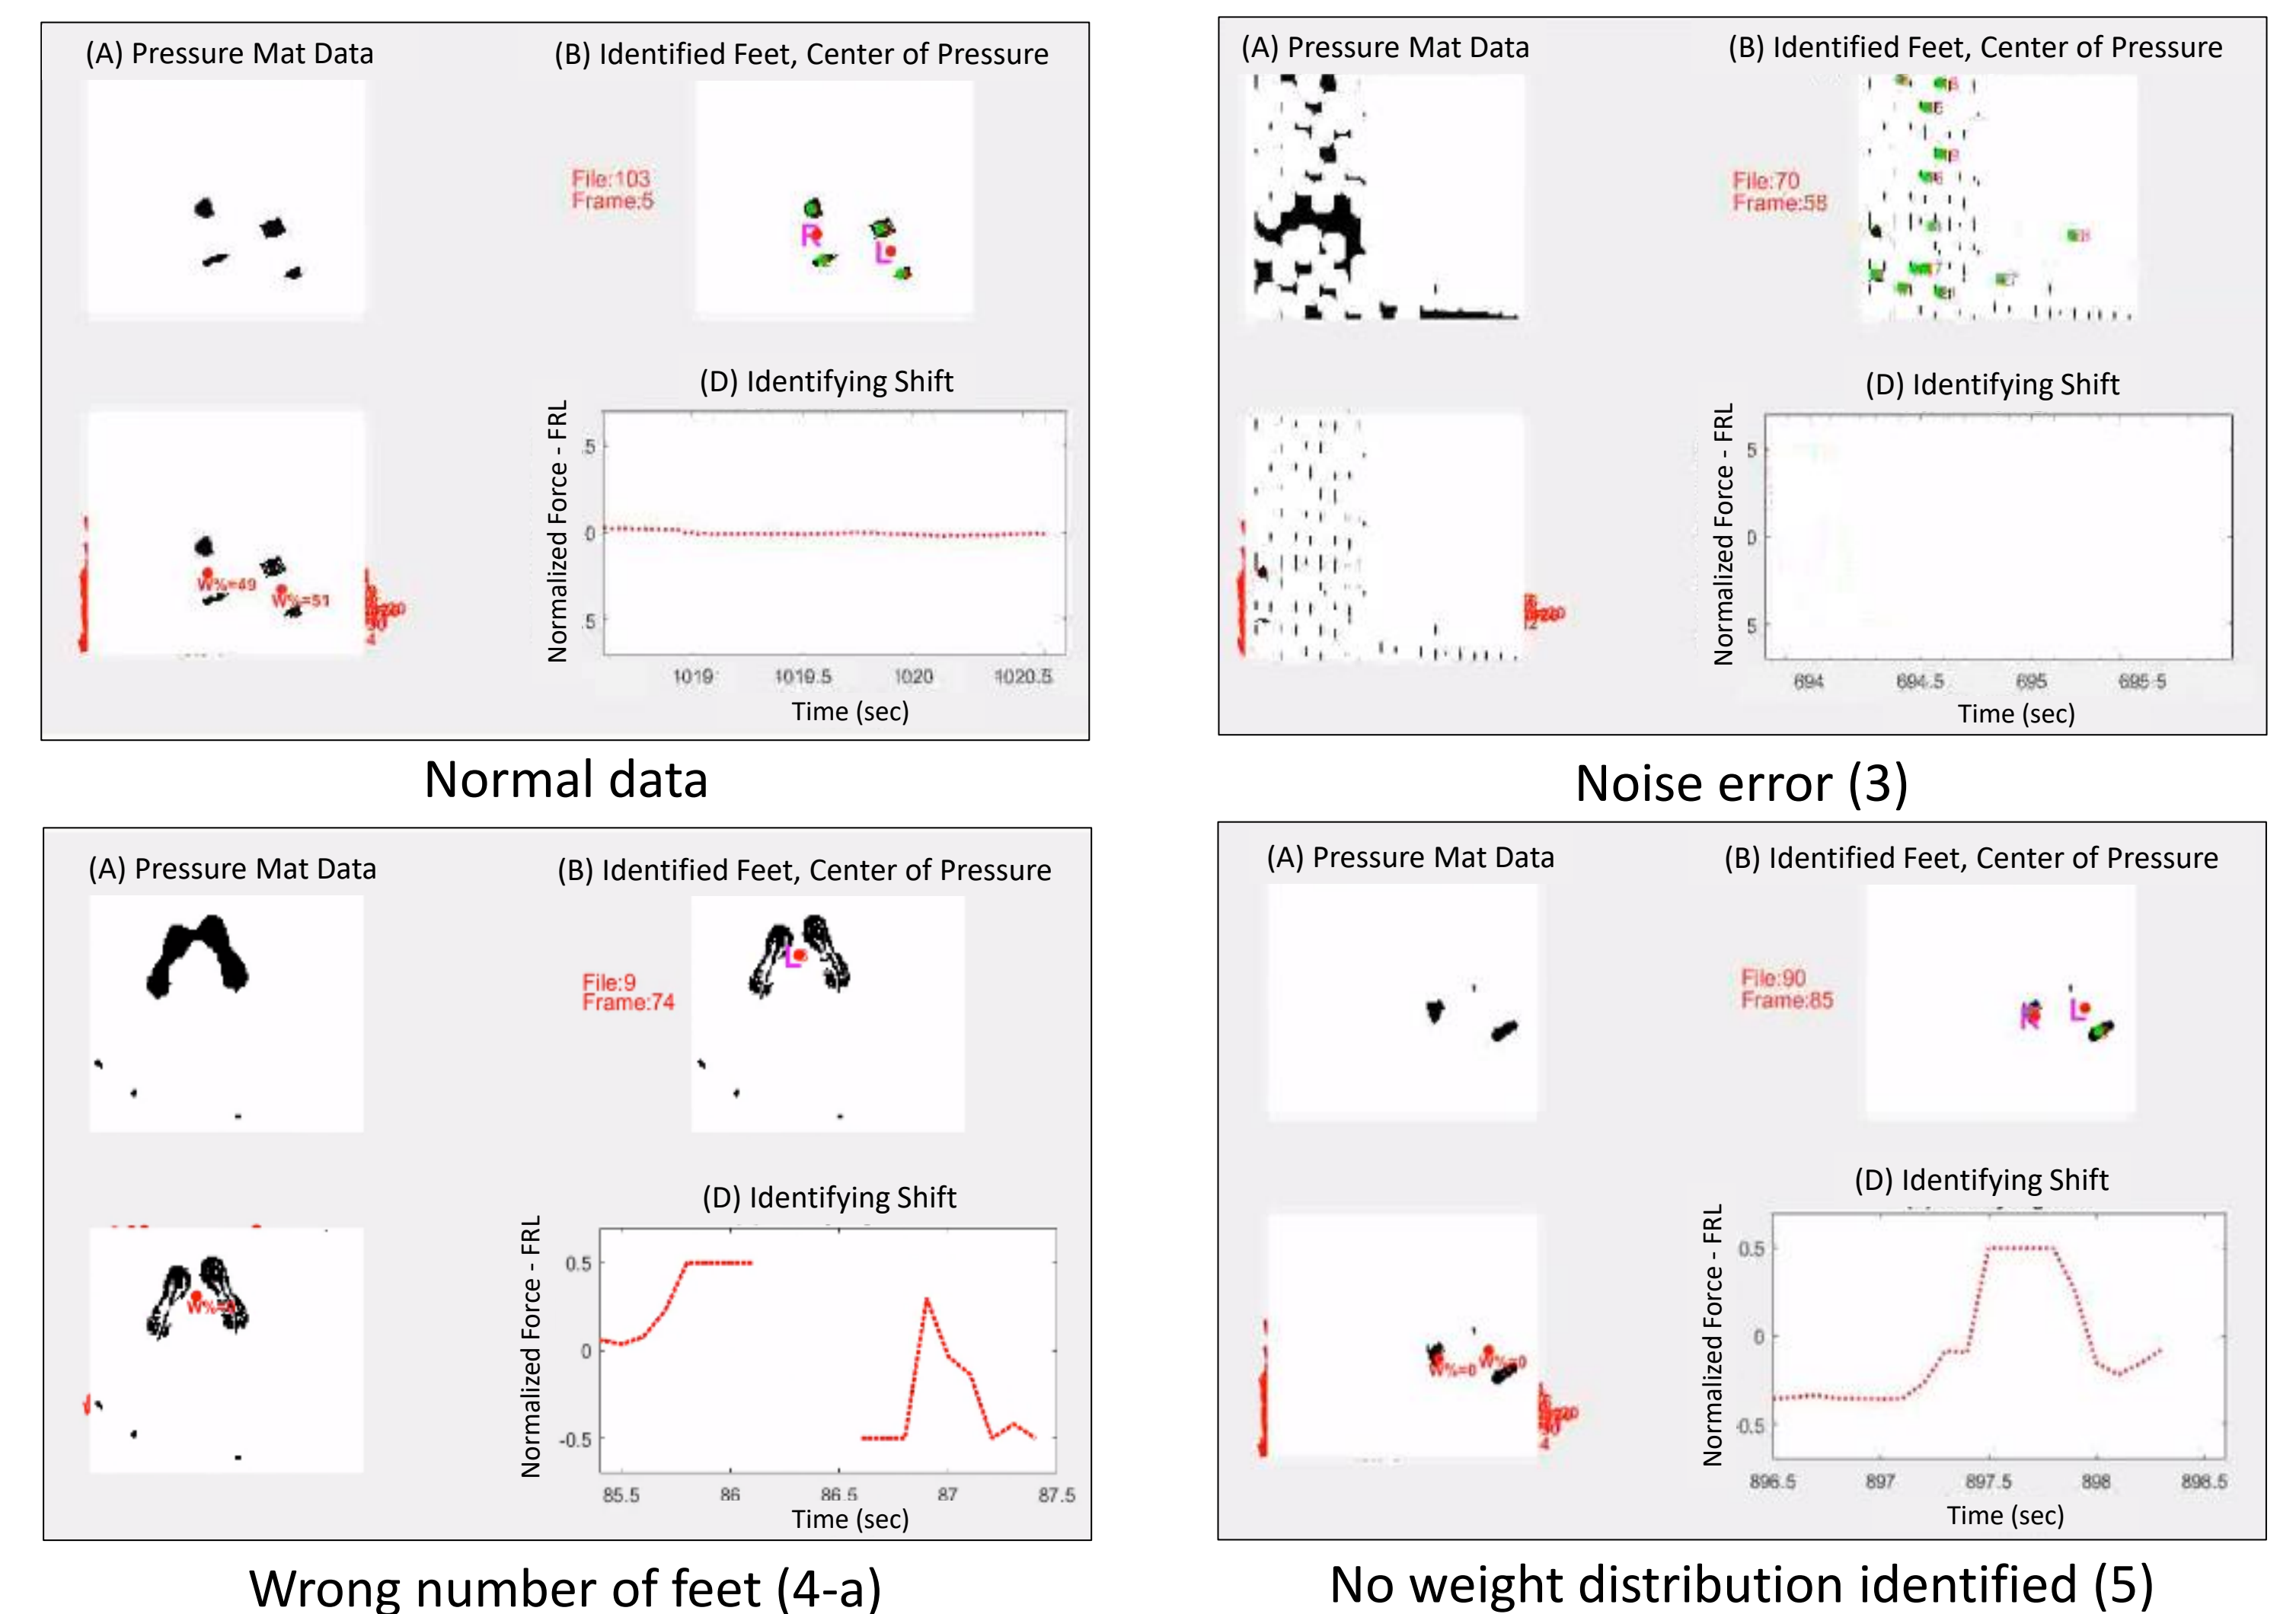 (A) Pressure Mat Data
(B) Identified Feet, Center of Pressure
File:103
Frame:5
R
L
W%=49
W%=51
(D) Identifying Shift
Normalized Force - FRL
.5
0
.5
1019
1019.5
1020
1020.5
Time (sec)
Normal data
(A) Pressure Mat Data
(B) Identified Feet, Center of Pressure
File:70
Frame:58
(D) Identifying Shift
Normalized Force - FRL
5
0
5
694
694.5
695
695.5
Time (sec)
Noise error (3)
(A) Pressure Mat Data
(B) Identified Feet, Center of Pressure
File:9
Frame:74
L
(D) Identifying Shift
Normalized Force - FRL
0.5
0
-0.5
85.5
86
86.5
87
87.5
Time (sec)
Wrong number of feet (4-a)
(A) Pressure Mat Data
(B) Identified Feet, Center of Pressure
File:90
Frame:85
R
L
W%=0
W%=0
(D) Identifying Shift
Normalized Force - FRL
0.5
0
-0.5
896.5
897
897.5
898
898.5
Time (sec)
No weight distribution identified (5)